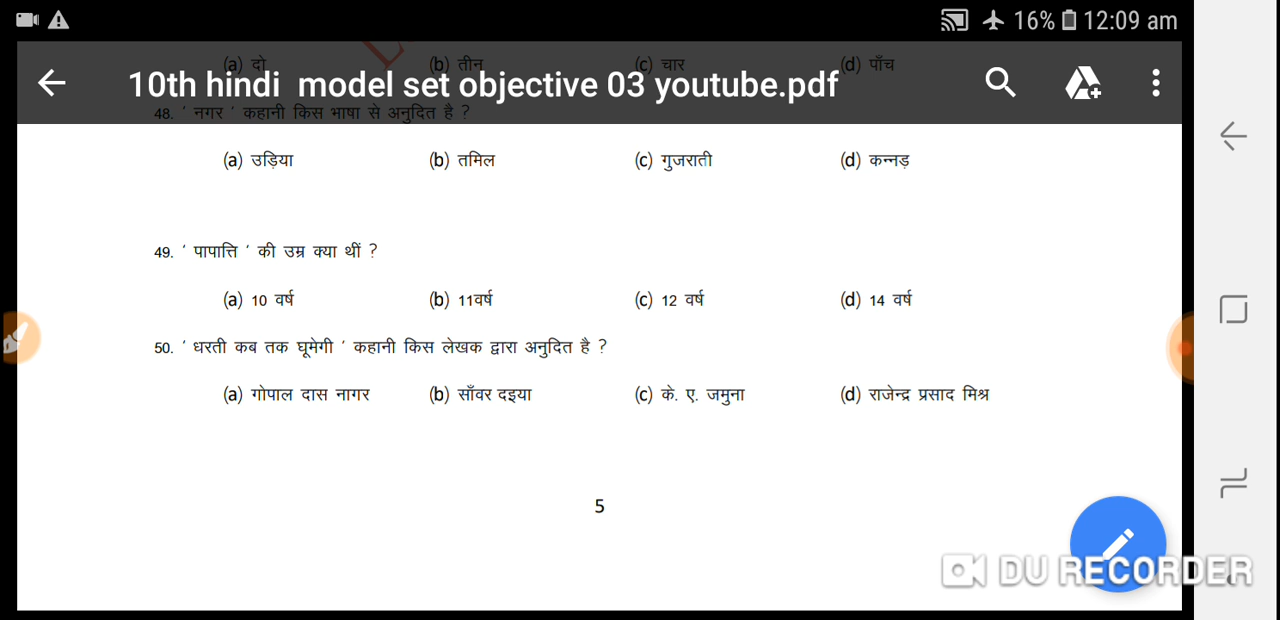 16% 12:09 am
(a) दो (b) तीन (c) चार (d) पाँच
10th hindi model set objective 03 youtube.pdf
48. ' नगर ' कहानी किस भाषा से अनुदित है ?
(a) उड़िया (b) तमिल (c) गुजराती (d) कन्नड़
49. ' पापात्ति ' की उम्र क्या थीं ?
(a) 10 वर्ष (b) 11वर्ष (c) 12 वर्ष (d) 14 वर्ष
50. ' धरती कब तक घूमेगी ' कहानी किस लेखक द्वारा अनुदित है ?
(a) गोपाल दास नागर (b) साँवर दइया (c) के. ए. जमुना (d) राजेन्द्र प्रसाद मिश्र
5
DU RECORDER